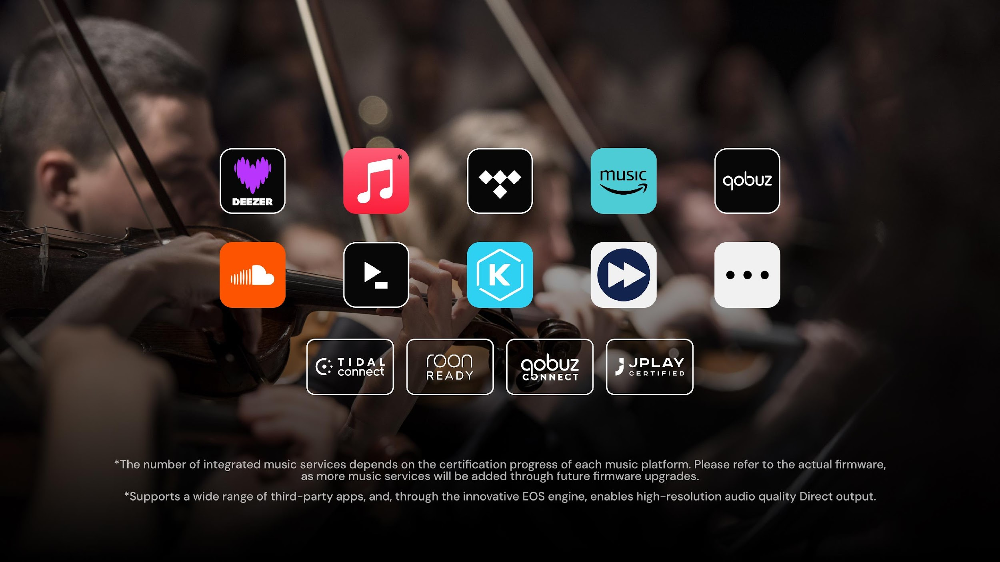 DEEZER
*
music
qobuz
K
TIDAL
connect
roon
READY
qobuz
CONNECT
JPLAY
CERTIFIED
*The number of integrated music services depends on the certification progress of each music platform. Please refer to the actual firmware,
as more music services will be added through future firmware upgrades.
*Supports a wide range of third-party apps, and, through the innovative EOS engine, enables high-resolution audio quality Direct output.